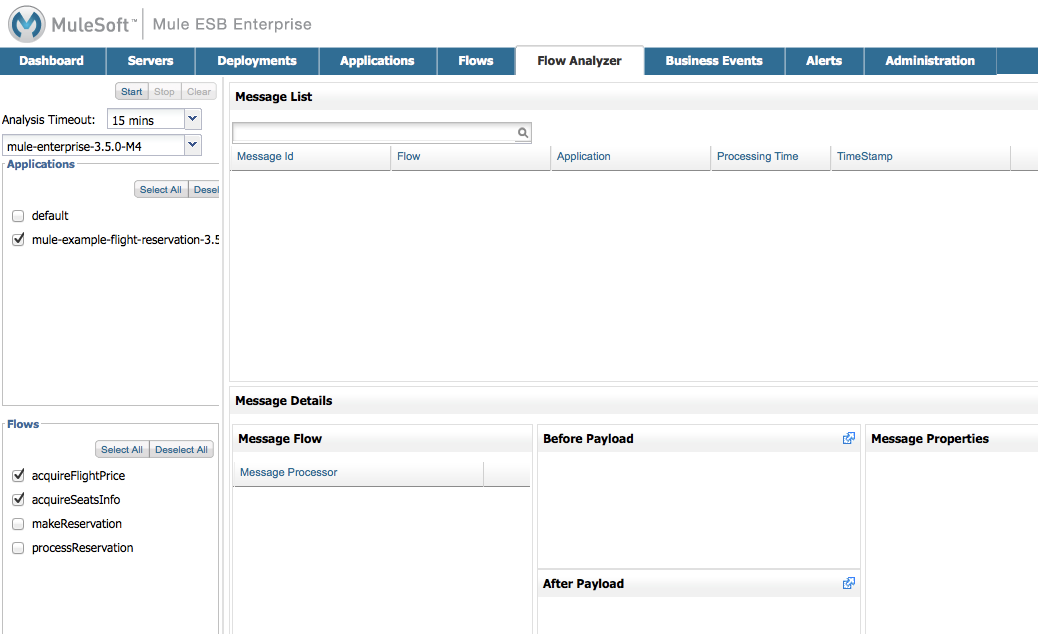 MuleSoft™ Mule ESB Enterprise
Dashboard Servers Deployments Applications Flows Flow Analyzer Business Events Alerts Administration
Start Stop Clear
Analysis Timeout: 15 mins
mule-enterprise-3.5.0-M4
Applications
Select All Desel
default
mule-example-flight-reservation-3.5
Flows
Select All Deselect All
acquireFlightPrice
acquireSeatsInfo
makeReservation
processReservation
Message List
Message Id Flow Application Processing Time TimeStamp
Message Details
Message Flow
Message Processor
Before Payload
After Payload
Message Properties